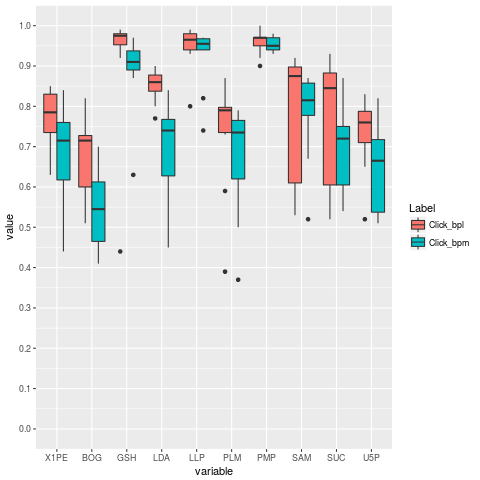 1.0
0.9
0.8
0.7
0.6
0.5
0.4
0.3
0.2
0.1
0.0
value
X1PE BOG GSH LDA LLP PLM PMP SAM SUC U5P
variable
Label
Click_bpl
Click_bpm